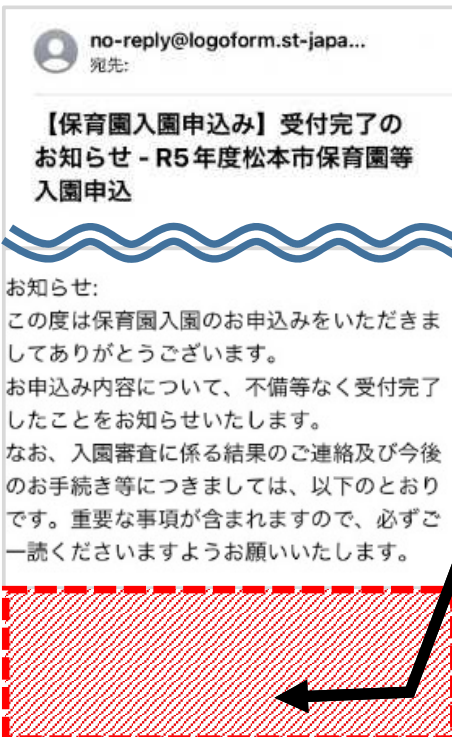 no-reply@logoform.st-japa...
宛先:
【保育園入園申込み】受付完了の
お知らせ - R5年度松本市保育園等
入園申込
お知らせ:
この度は保育園入園のお申込みをいただきま
してありがとうございます。
お申込み内容について、不備等なく受付完了
したことをお知らせいたします。
なお、入園審査に係る結果のご連絡及び今後
のお手続き等につきましては、以下のとおり
です。重要な事項が含まれますので、必ずご
一読くださいますようお願いいたします。